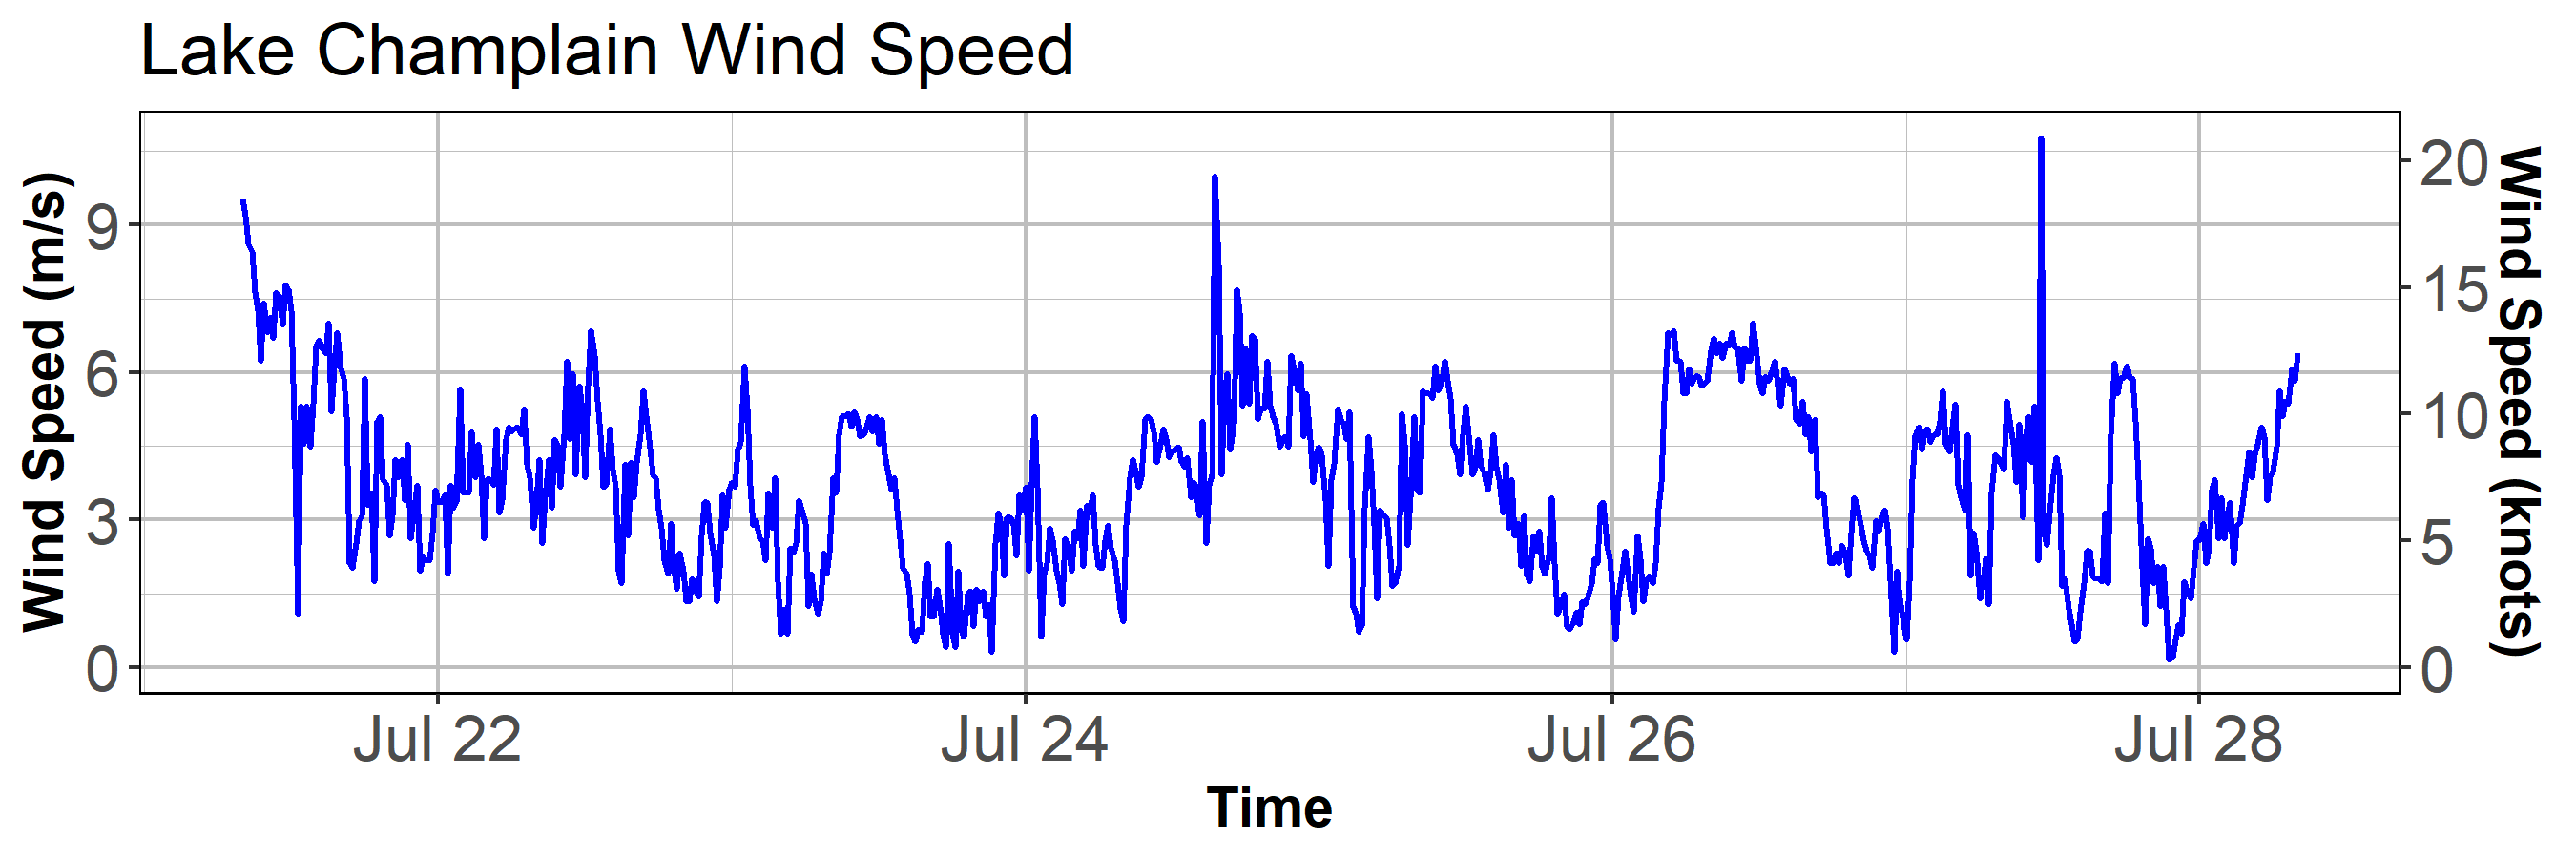 Lake Champlain Wind Speed
Wind Speed (m/s)
9
6
3
0
20
15
10
5
0
Wind Speed (knots)
Jul 22 Jul 24 Jul 26 Jul 28
Time